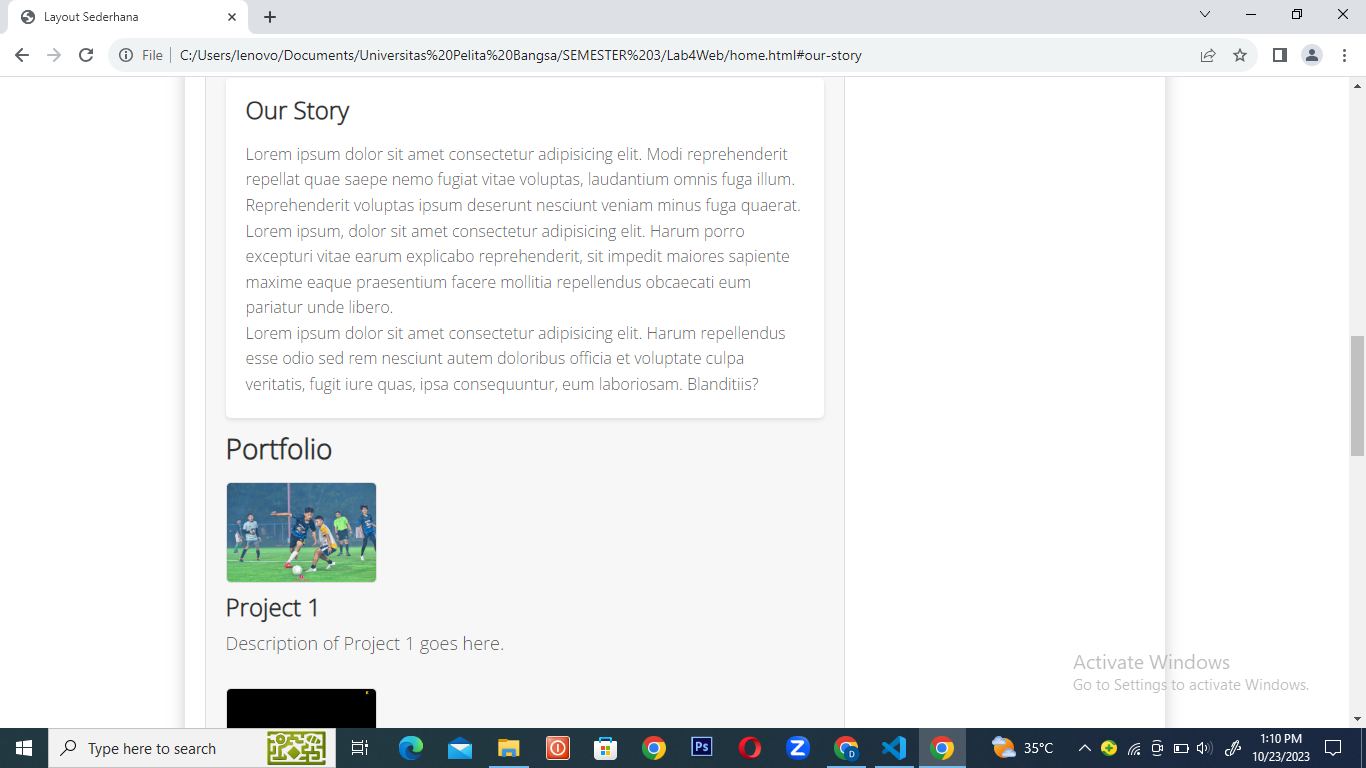 Layout Sederhana
File
C:/Users/lenovo/Documents/Universitas%20Pelita%20Bangsa/SEMESTER%203/Lab4Web/home.html#our-story
Our Story
Lorem ipsum dolor sit amet consectetur adipisicing elit. Modi reprehenderit
repellat quae saepe nemo fugiat vitae voluptas, laudantium omnis fuga illum.
Reprehenderit voluptas ipsum deserunt nesciunt veniam minus fuga quaerat.
Lorem ipsum, dolor sit amet consectetur adipisicing elit. Harum porro
excepturi vitae earum explicabo reprehenderit, sit impedit maiores sapiente
maxime eaque praesentium facere mollitia repellendus obcaecati eum
pariatur unde libero.
Lorem ipsum dolor sit amet consectetur adipisicing elit. Harum repellendus
esse odio sed rem nesciunt autem doloribus officia et voluptate culpa
veritatis, fugit iure quas, ipsa consequuntur, eum laboriosam. Blanditiis?
Portfolio
Project 1
Description of Project 1 goes here.
Activate Windows
Go to Settings to activate Windows.
Type here to search
Ps
Z
D
35°C
1:10 PM
10/23/2023